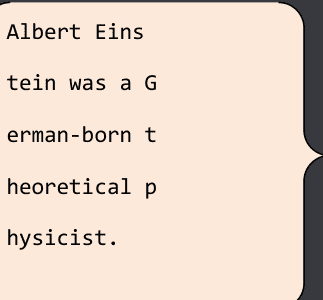 Albert Eins
tein was a G
erman-born t
heoretical p
hysicist.